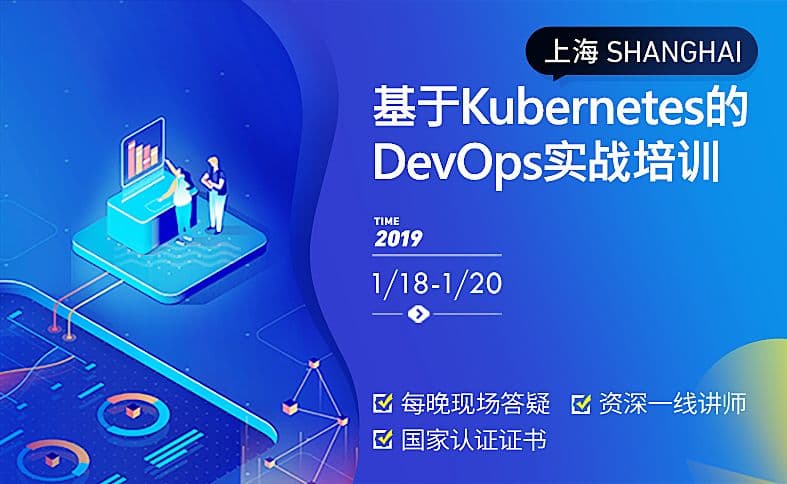 上海 SHANGHAI
基于Kubernetes的
DevOps实战培训
TIME
2019
1/18-1/20
每晚现场答疑 资深一线讲师
国家认证证书